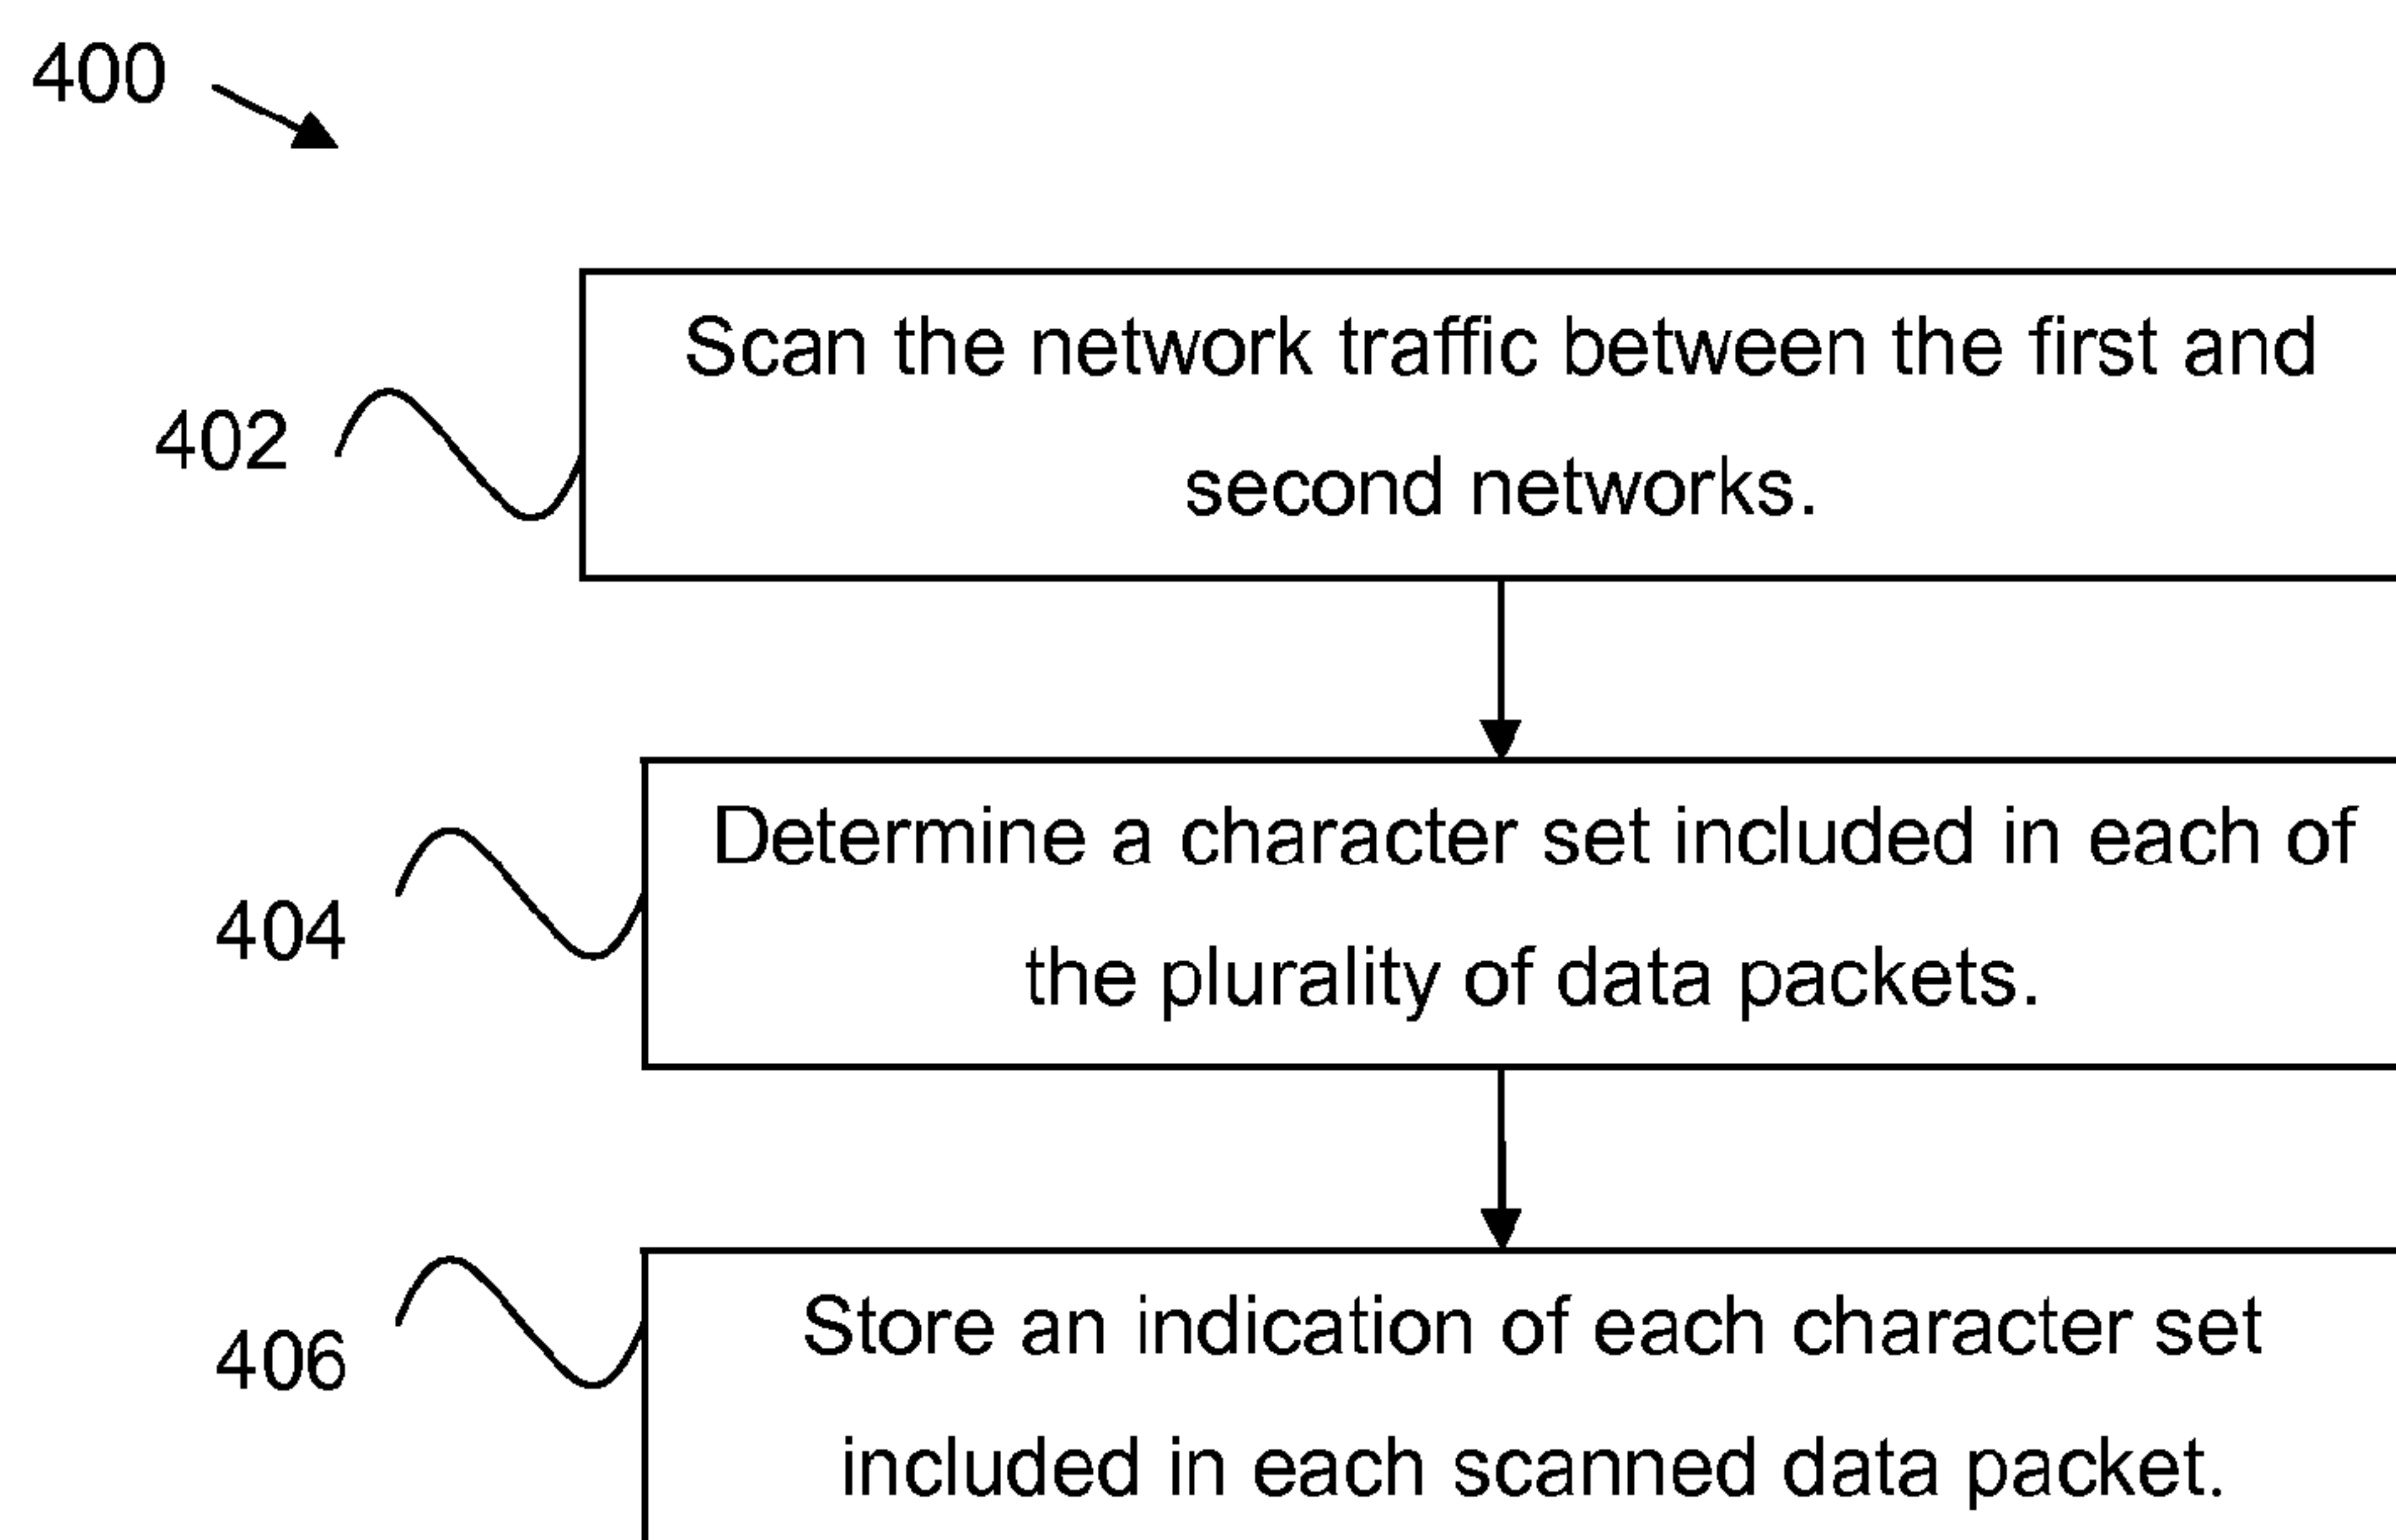 400
402
Scan the network traffic between the first and
second networks.
404
Determine a character set included in each of
the plurality of data packets.
406
Store an indication of each character set
included in each scanned data packet.